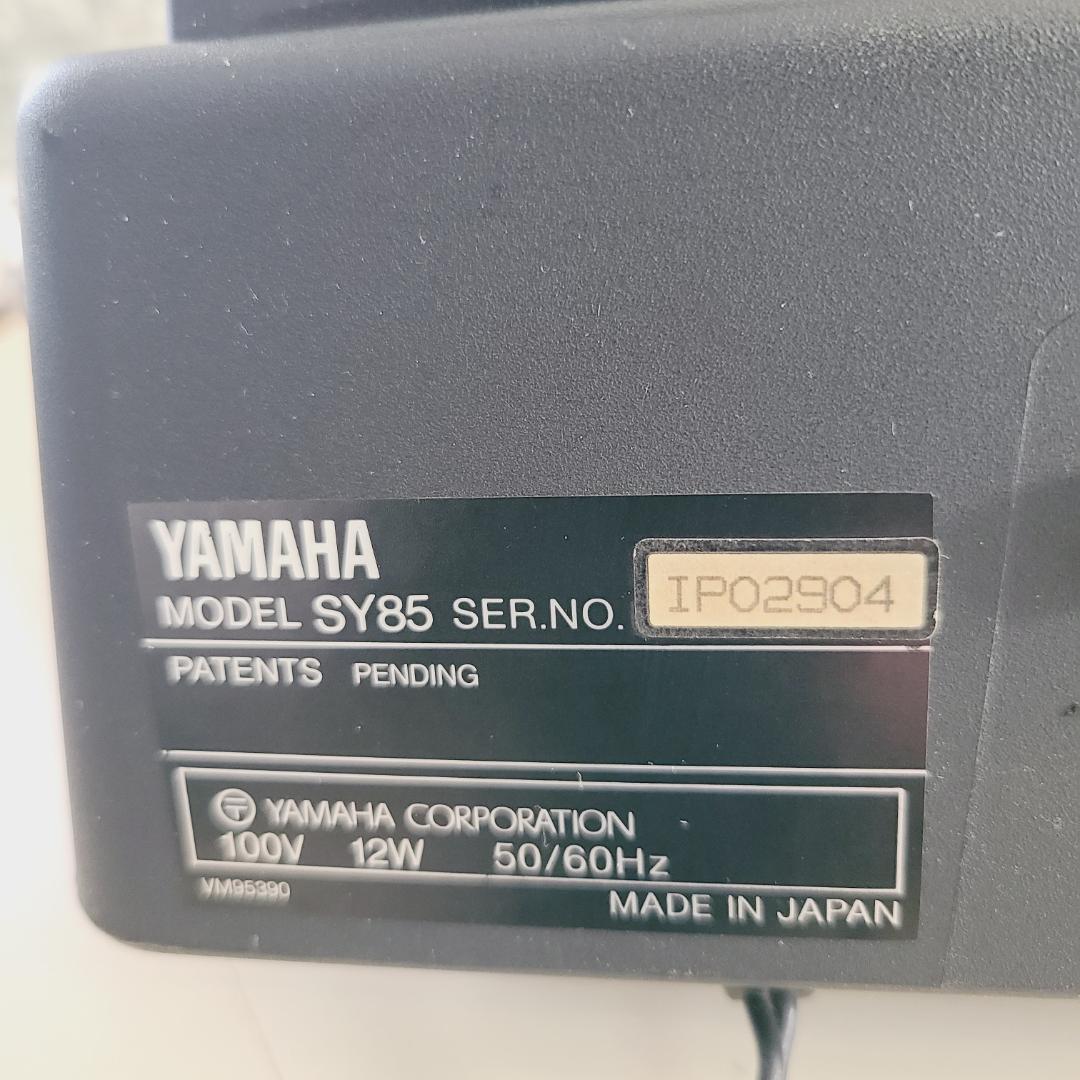 YAMAHA
MODEL SY85 SER.NO. IP02904
PATENTS PENDING
YAMAHA CORPORATION
100V 12W 50/60Hz
VM95390
MADE IN JAPAN